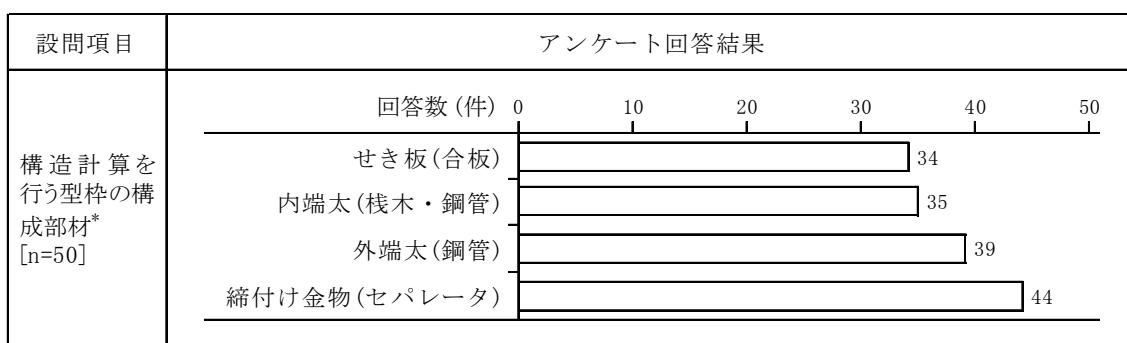 設問項目
アンケート回答結果
構造計算を
行う型枠の構
成部材*
[n=50]
回答数(件) 0 10 20 30 40 50
せき板(合板) 34
内端太(桟木・鋼管) 35
外端太(鋼管) 39
締付け金物(セパレータ) 44